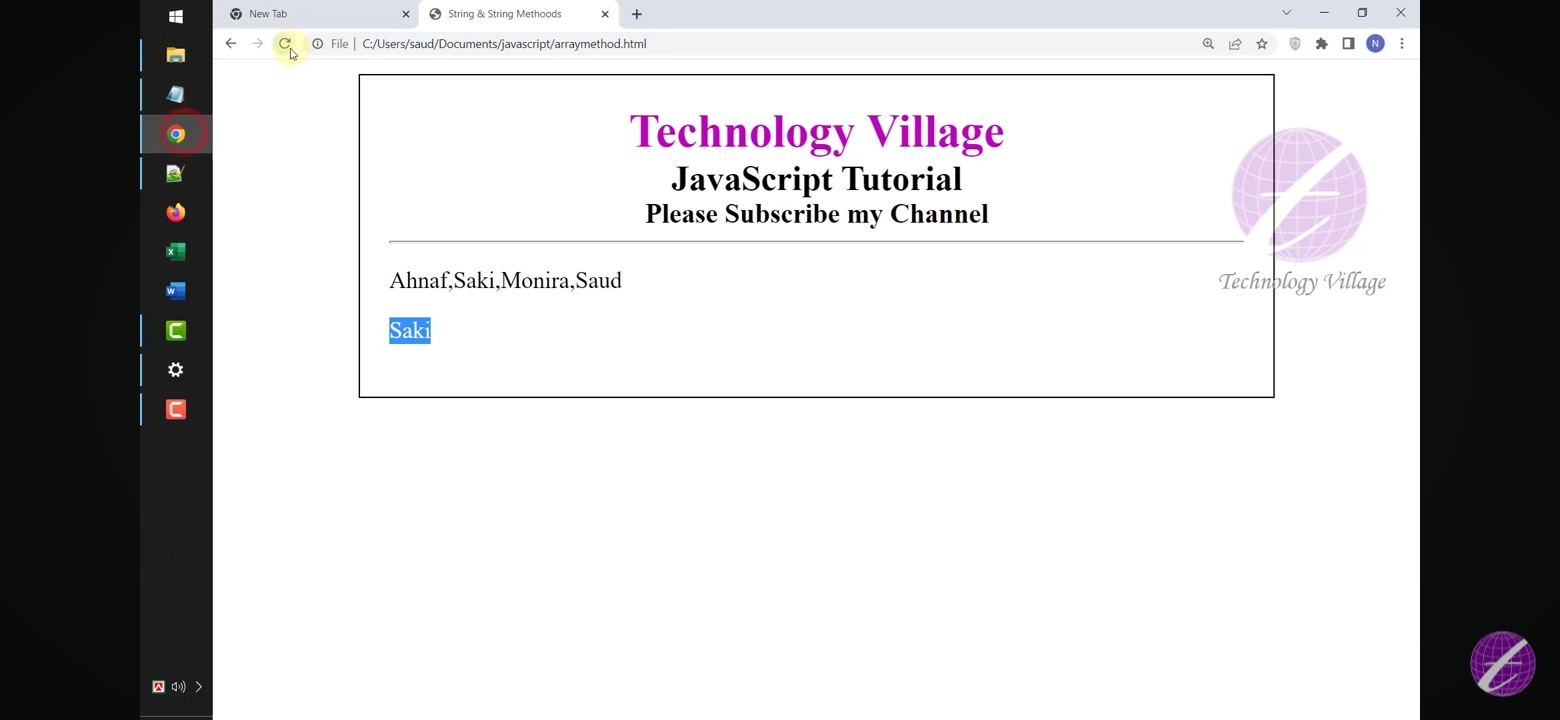 New Tab
String & String Methoods
File
C:/Users/saud/Documents/javascript/arraymethod.html
N
Technology Village
JavaScript Tutorial
Please Subscribe my Channel
Technology Village
Ahnaf,Saki,Monira,Saud
Saki